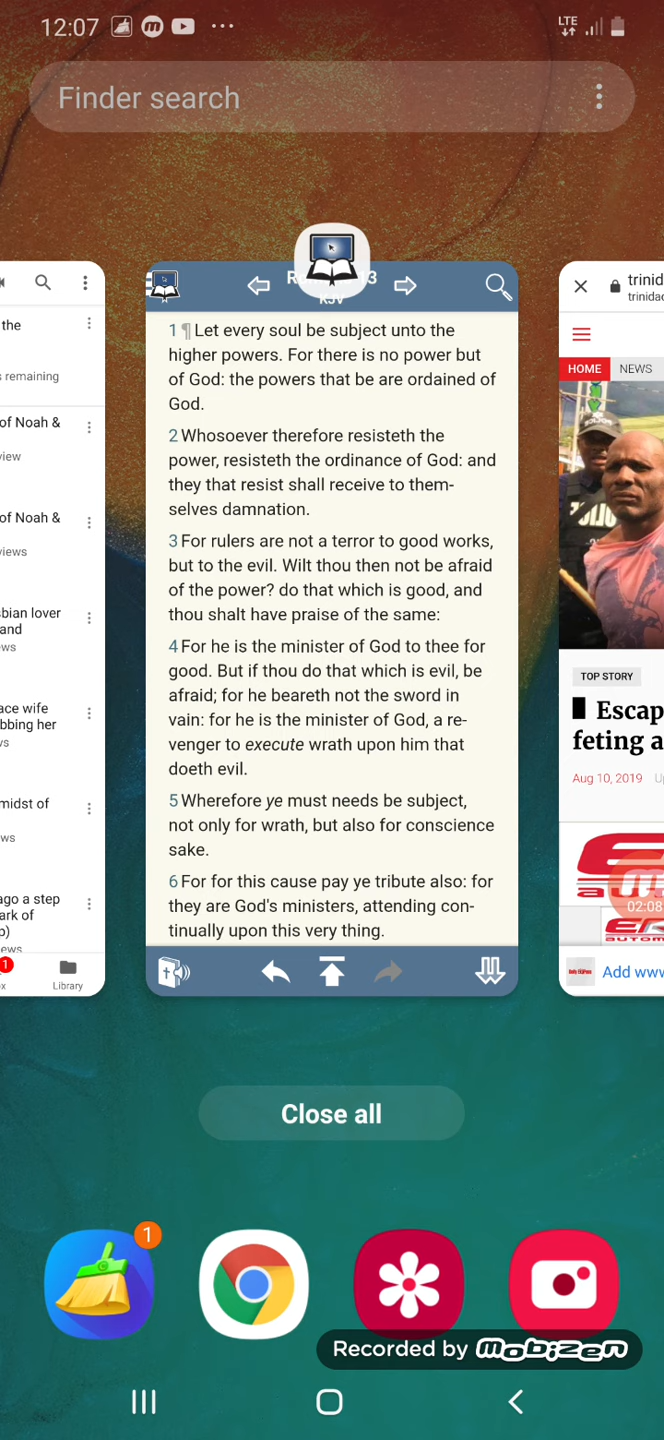 12:07
LTE
Finder search
KJV
1 ¶ Let every soul be subject unto the
higher powers. For there is no power but
of God: the powers that be are ordained of
God.
2 Whosoever therefore resisteth the
power, resisteth the ordinance of God: and
they that resist shall receive to them-
selves damnation.
3 For rulers are not a terror to good works,
but to the evil. Wilt thou then not be afraid
of the power? do that which is good, and
thou shalt have praise of the same:
4 For he is the minister of God to thee for
good. But if thou do that which is evil, be
afraid; for he beareth not the sword in
vain: for he is the minister of God, a re-
venger to execute wrath upon him that
doeth evil.
5 Wherefore ye must needs be subject,
not only for wrath, but also for conscience
sake.
6 For for this cause pay ye tribute also: for
they are God's ministers, attending con-
tinually upon this very thing.
the
remaining
of Noah &
view
of Noah &
views
bian lover
and
ws
ace wife
bbing her
vs
midst of
ws
ago a step
ark of
p)
ews
1
x
Library
trinid
trinidad
HOME NEWS
TOP STORY
Escap
feting a
Aug 10, 2019 Up
02:08
Add www
Close all
1
Recorded by Mobizen